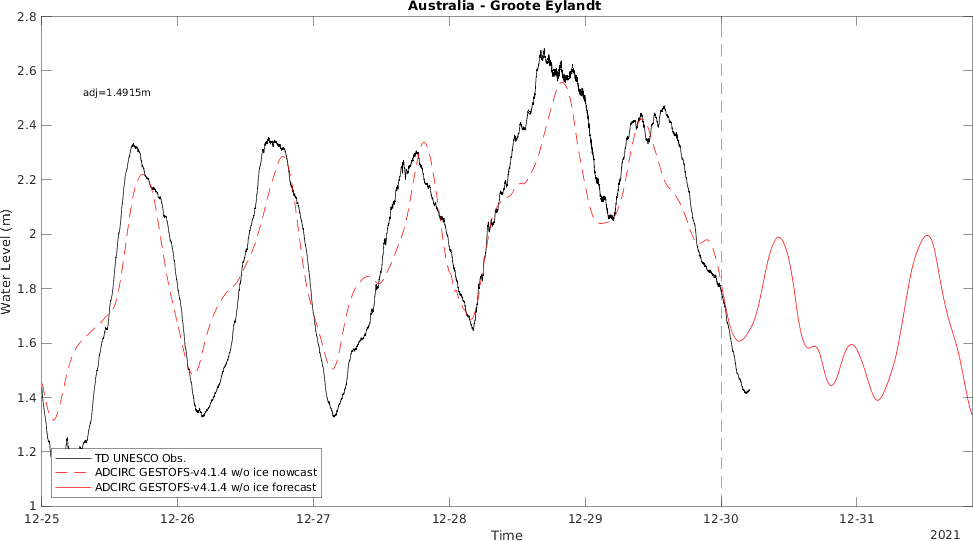 Australia - Groote Eylandt
2.8
2.6
adj=1.4915m
2.4
2.2
2
Water Level (m)
1.8
1.6
1.4
1.2
TD UNESCO Obs.
ADCIRC GESTOFS-v4.1.4 w/o ice nowcast
ADCIRC GESTOFS-v4.1.4 w/o ice forecast
1
12-25 12-26 12-27 12-28 12-29 12-30 12-31
Time
2021